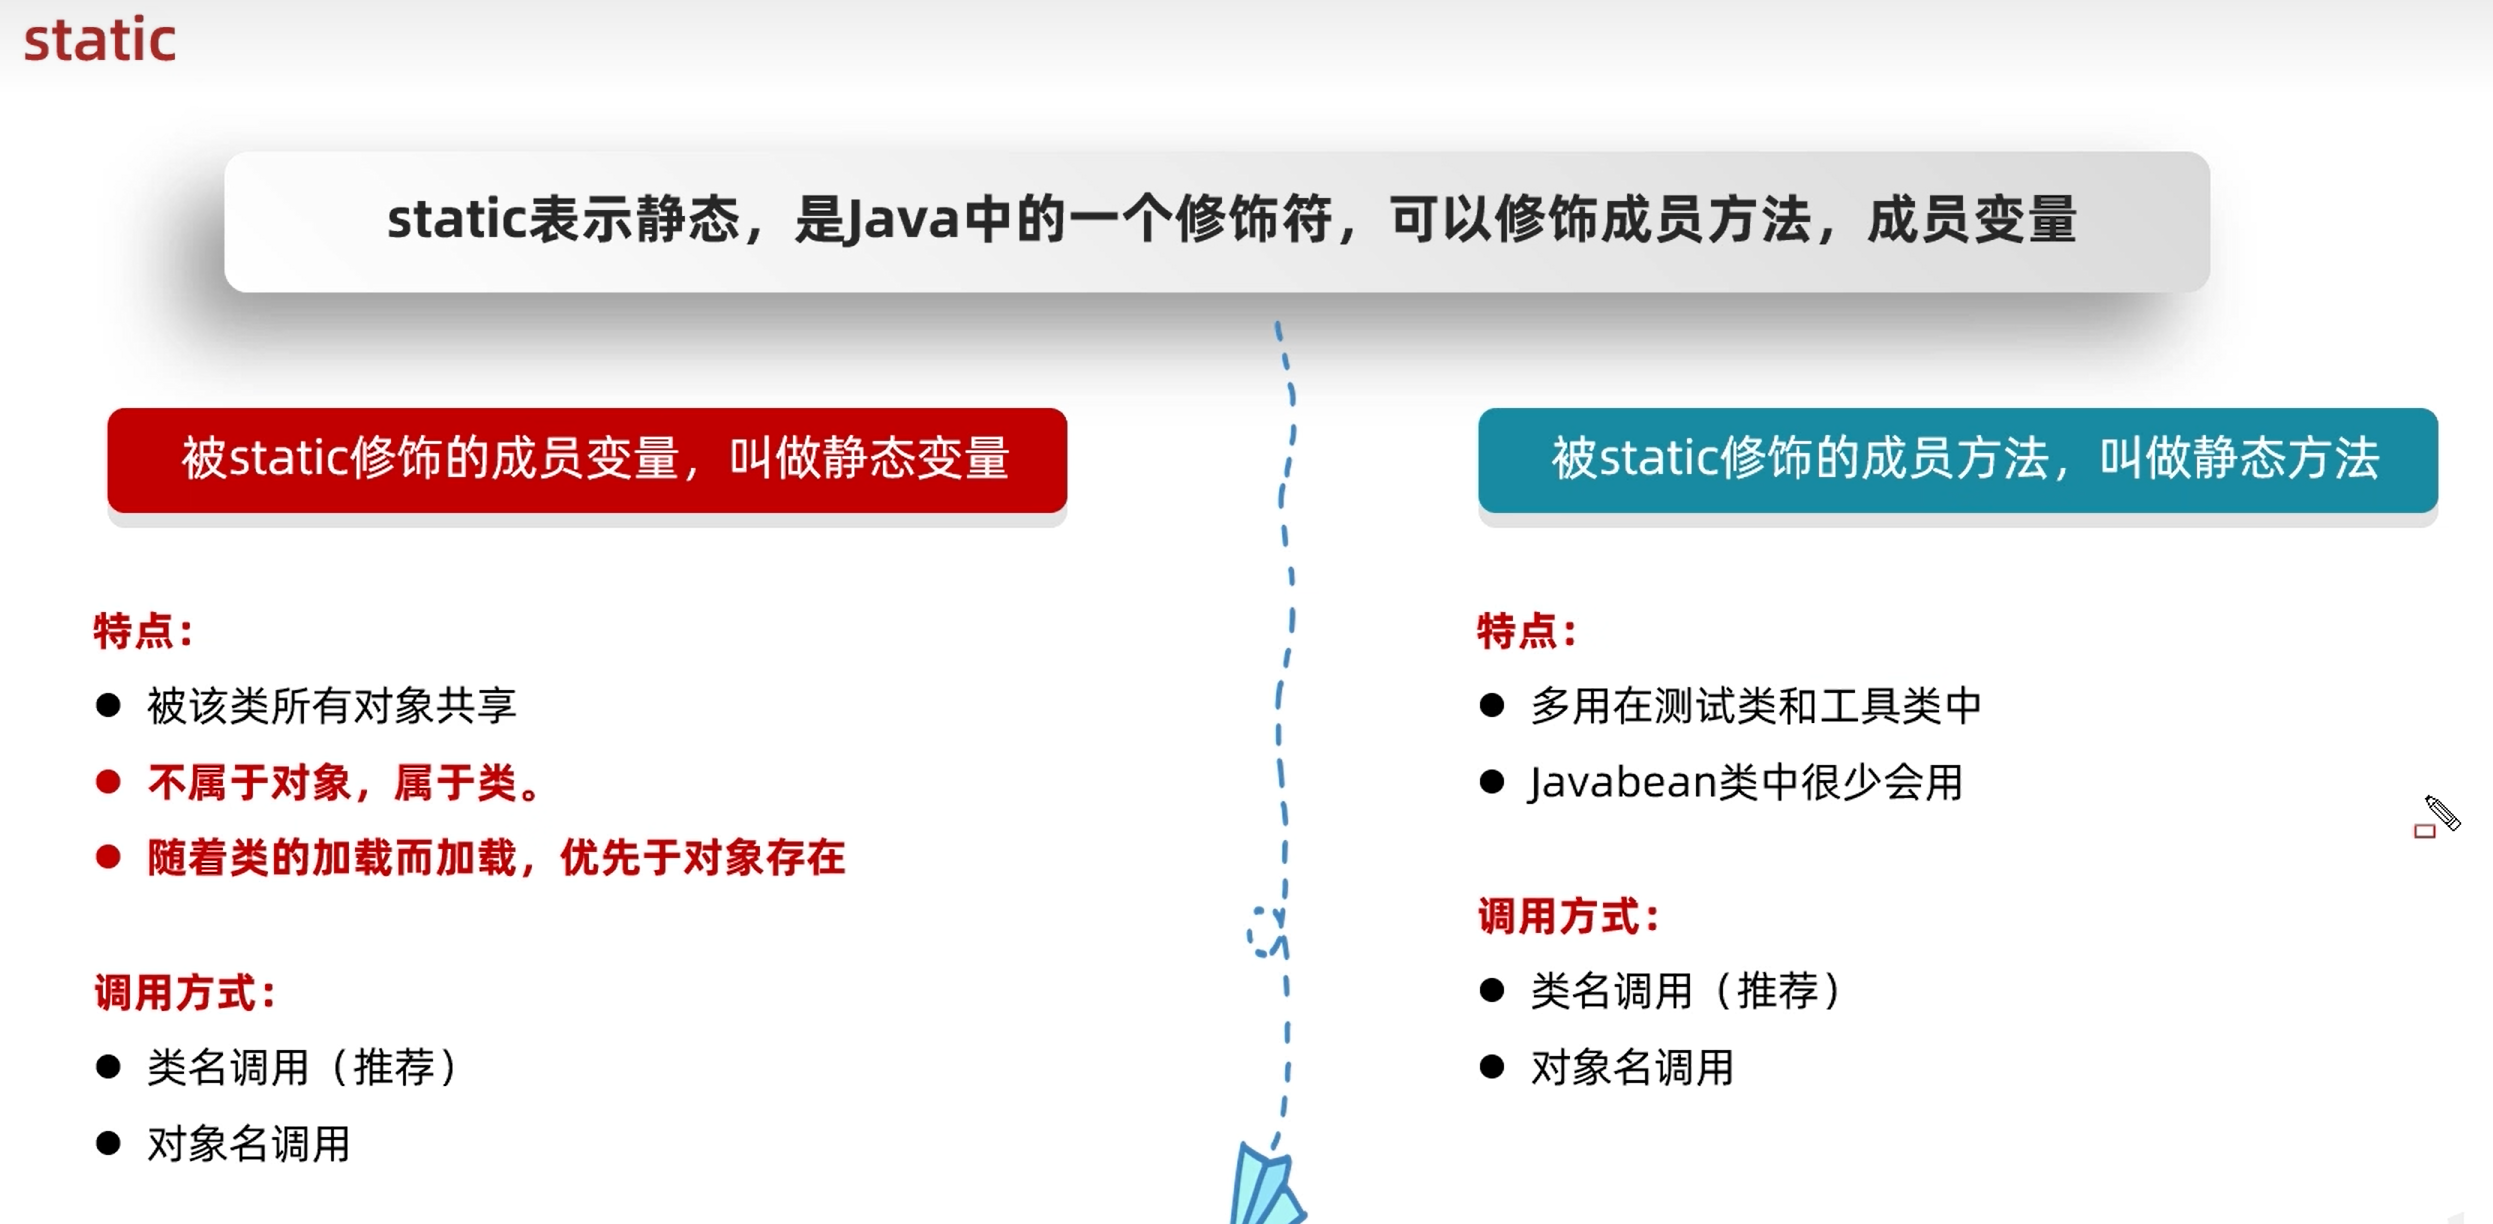 static
static表示静态，是Java中的一个修饰符，可以修饰成员方法，成员变量
被static修饰的成员变量，叫做静态变量
特点：
被该类所有对象共享
不属于对象，属于类。
随着类的加载而加载，优先于对象存在
调用方式：
类名调用（推荐）
对象名调用
被static修饰的成员方法，叫做静态方法
特点：
多用在测试类和工具类中
Javabean类中很少会用
调用方式：
类名调用（推荐）
对象名调用